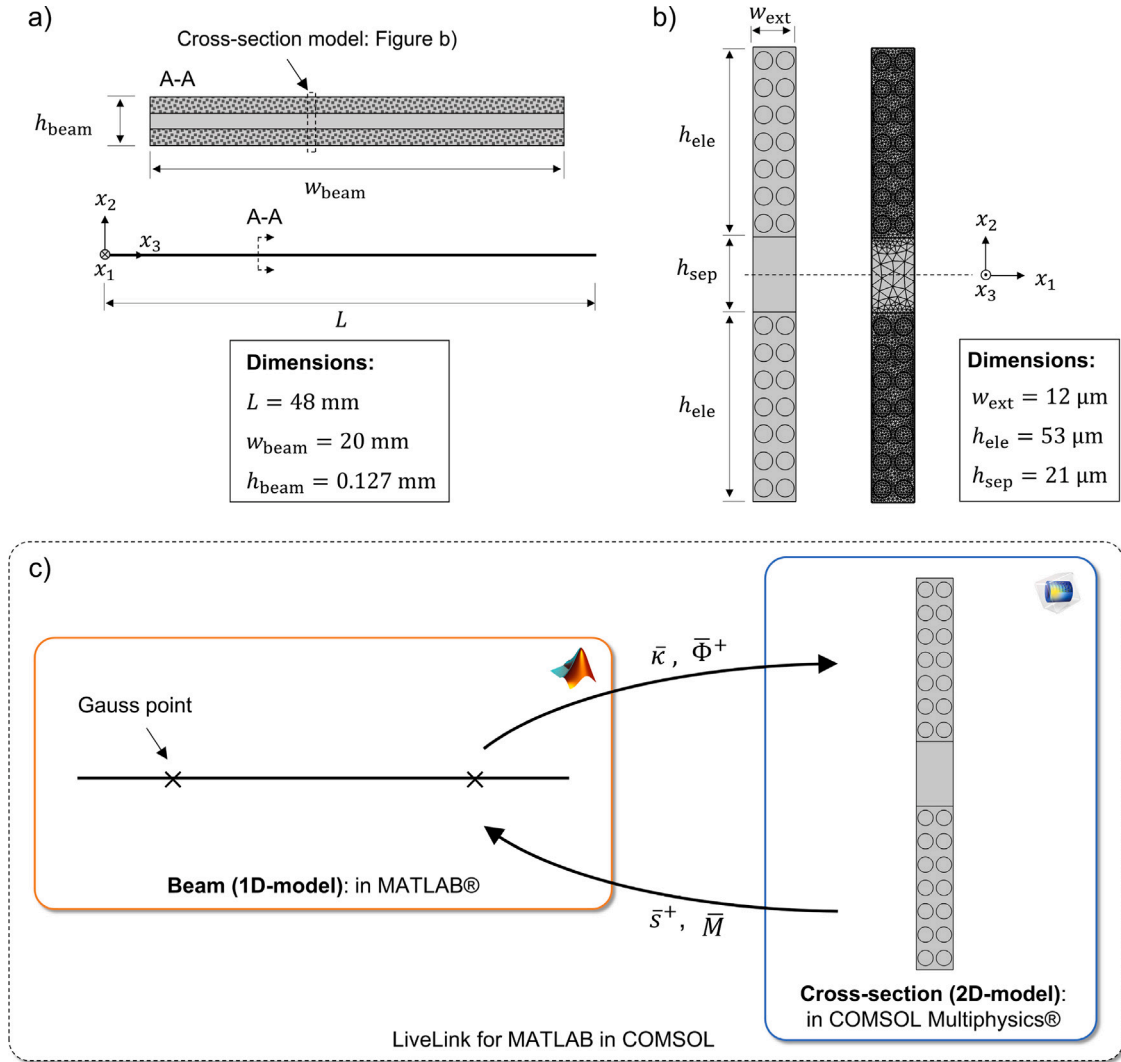 a)
Cross-section model: Figure b)
A-A
h_beam
w_beam
x_2
A-A
x_3
x_1
L
Dimensions:
L = 48 mm
w_beam = 20 mm
h_beam = 0.127 mm
b)
w_ext
h_ele
h_sep
h_ele
x_2
x_3
x_1
Dimensions:
w_ext = 12 μm
h_ele = 53 μm
h_sep = 21 μm
c)
Gauss point
Beam (1D-model): in MATLAB®
κ̄ , Φ̄⁺
s̄⁺, M̄
Cross-section (2D-model):
in COMSOL Multiphysics®
LiveLink for MATLAB in COMSOL